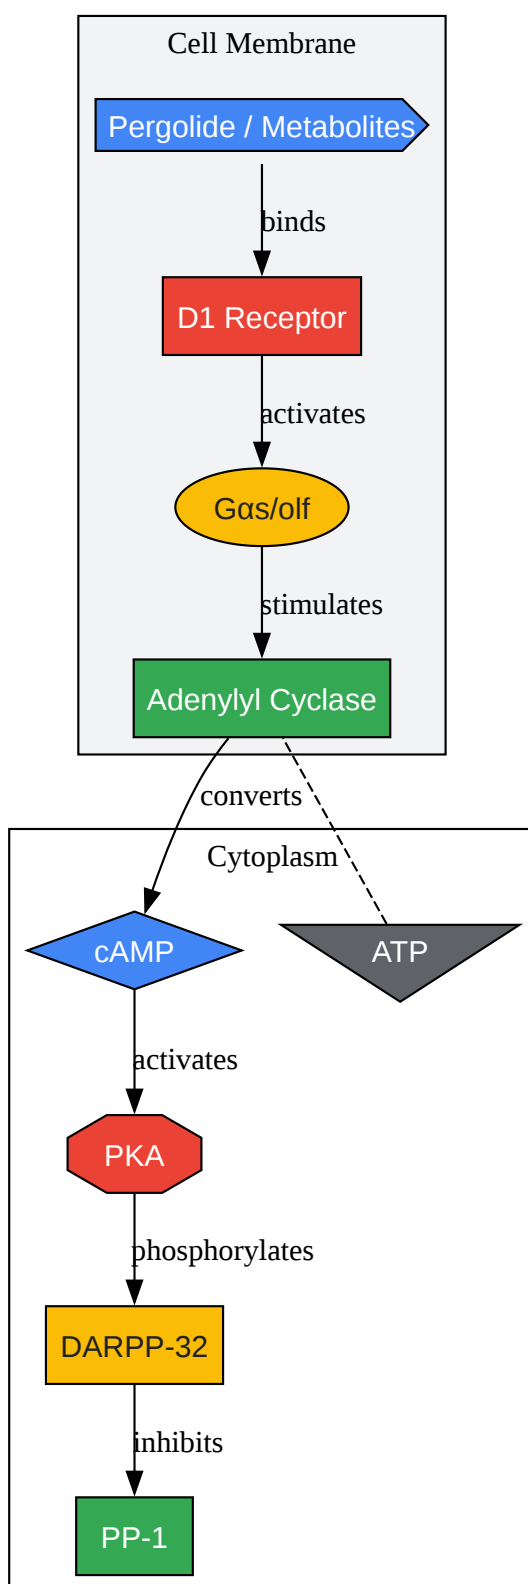 Cell Membrane
Pergolide / Metabolites
binds
D1 Receptor
activates
Gαs/olf
stimulates
Adenylyl Cyclase
converts
Cytoplasm
cAMP
ATP
activates
PKA
phosphorylates
DARPP-32
inhibits
PP-1